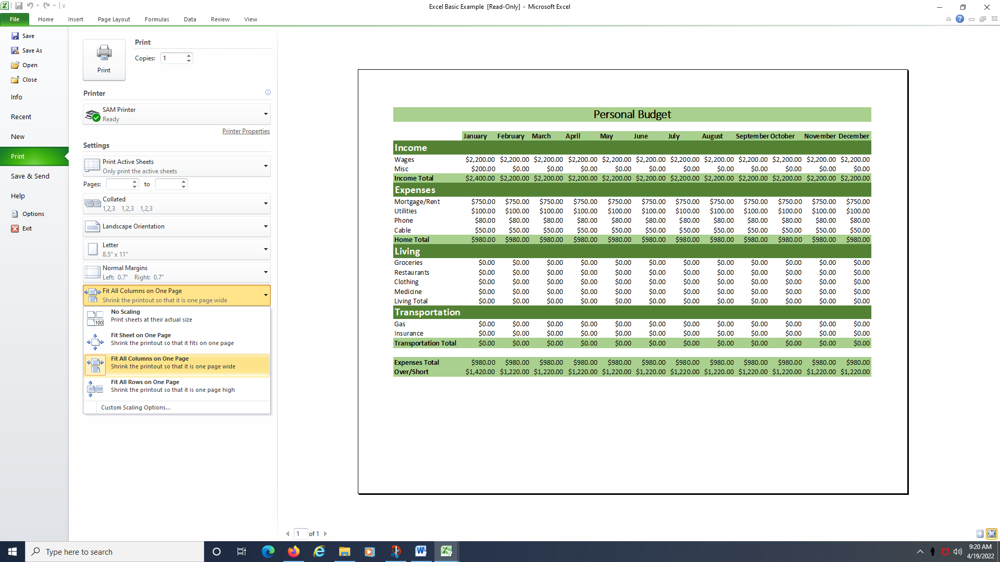 Excel Basic Example  [Read-Only]  -  Microsoft Excel
File Home Insert Page Layout Formulas Data Review View
Save
Save As
Open
Close
Info
Recent
New
Print
Save & Send
Help
Options
Exit
Print
Print
Copies: 1
Printer
SAM Printer
Ready
Printer Properties
Settings
Print Active Sheets
Only print the active sheets
Pages: to
Collated
1,2,3 1,2,3 1,2,3
Landscape Orientation
Letter
8.5" x 11"
Normal Margins
Left: 0.7" Right: 0.7"
Fit All Columns on One Page
Shrink the printout so that it is one page wide
No Scaling
Print sheets at their actual size
100
Fit Sheet on One Page
Shrink the printout so that it fits on one page
Fit All Columns on One Page
Shrink the printout so that it is one page wide
Fit All Rows on One Page
Shrink the printout so that it is one page high
Custom Scaling Options...
Personal Budget
January February March April May June July August September October November December
Income
Wages $2,200.00 $2,200.00 $2,200.00 $2,200.00 $2,200.00 $2,200.00 $2,200.00 $2,200.00 $2,200.00 $2,200.00 $2,200.00 $2,200.00
Misc $200.00 $0.00 $0.00 $0.00 $0.00 $0.00 $0.00 $0.00 $0.00 $0.00 $0.00 $0.00
Income Total $2,400.00 $2,200.00 $2,200.00 $2,200.00 $2,200.00 $2,200.00 $2,200.00 $2,200.00 $2,200.00 $2,200.00 $2,200.00 $2,200.00
Expenses
Mortgage/Rent $750.00 $750.00 $750.00 $750.00 $750.00 $750.00 $750.00 $750.00 $750.00 $750.00 $750.00 $750.00
Utilities $100.00 $100.00 $100.00 $100.00 $100.00 $100.00 $100.00 $100.00 $100.00 $100.00 $100.00 $100.00
Phone $80.00 $80.00 $80.00 $80.00 $80.00 $80.00 $80.00 $80.00 $80.00 $80.00 $80.00 $80.00
Cable $50.00 $50.00 $50.00 $50.00 $50.00 $50.00 $50.00 $50.00 $50.00 $50.00 $50.00 $50.00
Home Total $980.00 $980.00 $980.00 $980.00 $980.00 $980.00 $980.00 $980.00 $980.00 $980.00 $980.00 $980.00
Living
Groceries $0.00 $0.00 $0.00 $0.00 $0.00 $0.00 $0.00 $0.00 $0.00 $0.00 $0.00 $0.00
Restaurants $0.00 $0.00 $0.00 $0.00 $0.00 $0.00 $0.00 $0.00 $0.00 $0.00 $0.00 $0.00
Clothing $0.00 $0.00 $0.00 $0.00 $0.00 $0.00 $0.00 $0.00 $0.00 $0.00 $0.00 $0.00
Medicine $0.00 $0.00 $0.00 $0.00 $0.00 $0.00 $0.00 $0.00 $0.00 $0.00 $0.00 $0.00
Living Total $0.00 $0.00 $0.00 $0.00 $0.00 $0.00 $0.00 $0.00 $0.00 $0.00 $0.00 $0.00
Transportation
Gas $0.00 $0.00 $0.00 $0.00 $0.00 $0.00 $0.00 $0.00 $0.00 $0.00 $0.00 $0.00
Insurance $0.00 $0.00 $0.00 $0.00 $0.00 $0.00 $0.00 $0.00 $0.00 $0.00 $0.00 $0.00
Transportation Total $0.00 $0.00 $0.00 $0.00 $0.00 $0.00 $0.00 $0.00 $0.00 $0.00 $0.00 $0.00
Expenses Total $980.00 $980.00 $980.00 $980.00 $980.00 $980.00 $980.00 $980.00 $980.00 $980.00 $980.00 $980.00
Over/Short $1,420.00 $1,220.00 $1,220.00 $1,220.00 $1,220.00 $1,220.00 $1,220.00 $1,220.00 $1,220.00 $1,220.00 $1,220.00 $1,220.00
1 of 1
Type here to search
9:20 AM
4/19/2022